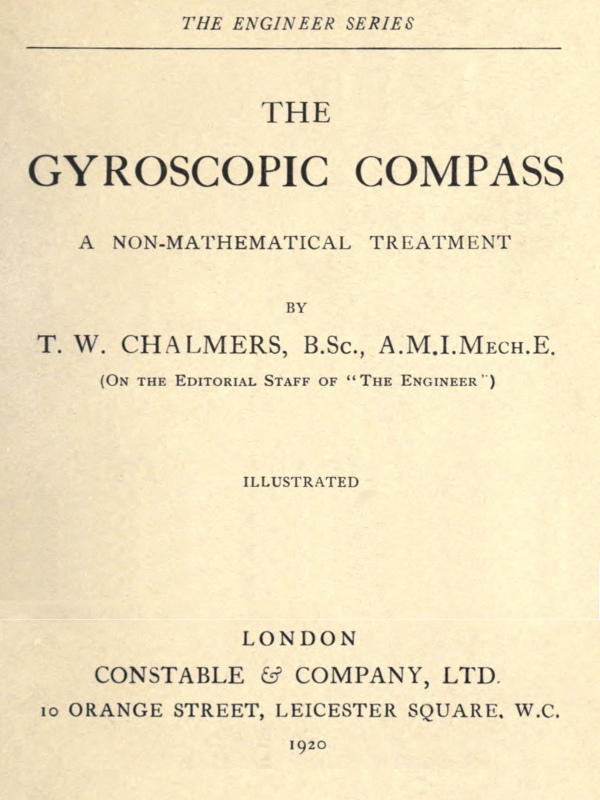 THE ENGINEER SERIES
THE
GYROSCOPIC COMPASS
A NON-MATHEMATICAL TREATMENT
BY
T. W. CHALMERS, B.Sc., A.M.I.Mech.E.
(On the Editorial Staff of "The Engineer")
ILLUSTRATED
LONDON
CONSTABLE & COMPANY, LTD.
10 ORANGE STREET, LEICESTER SQUARE, W.C.
1920